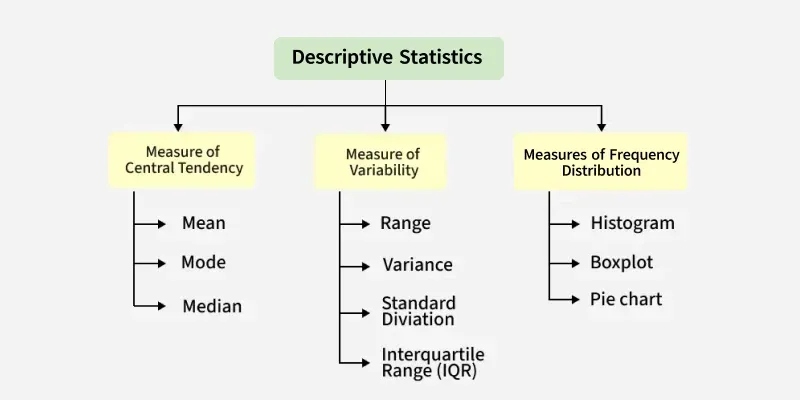 Descriptive Statistics
Measure of
Central Tendency
Mean
Mode
Median
Measure of
Variability
Range
Variance
Standard
Diviation
Interquartile
Range (IQR)
Measures of Frequency
Distribution
Histogram
Boxplot
Pie chart